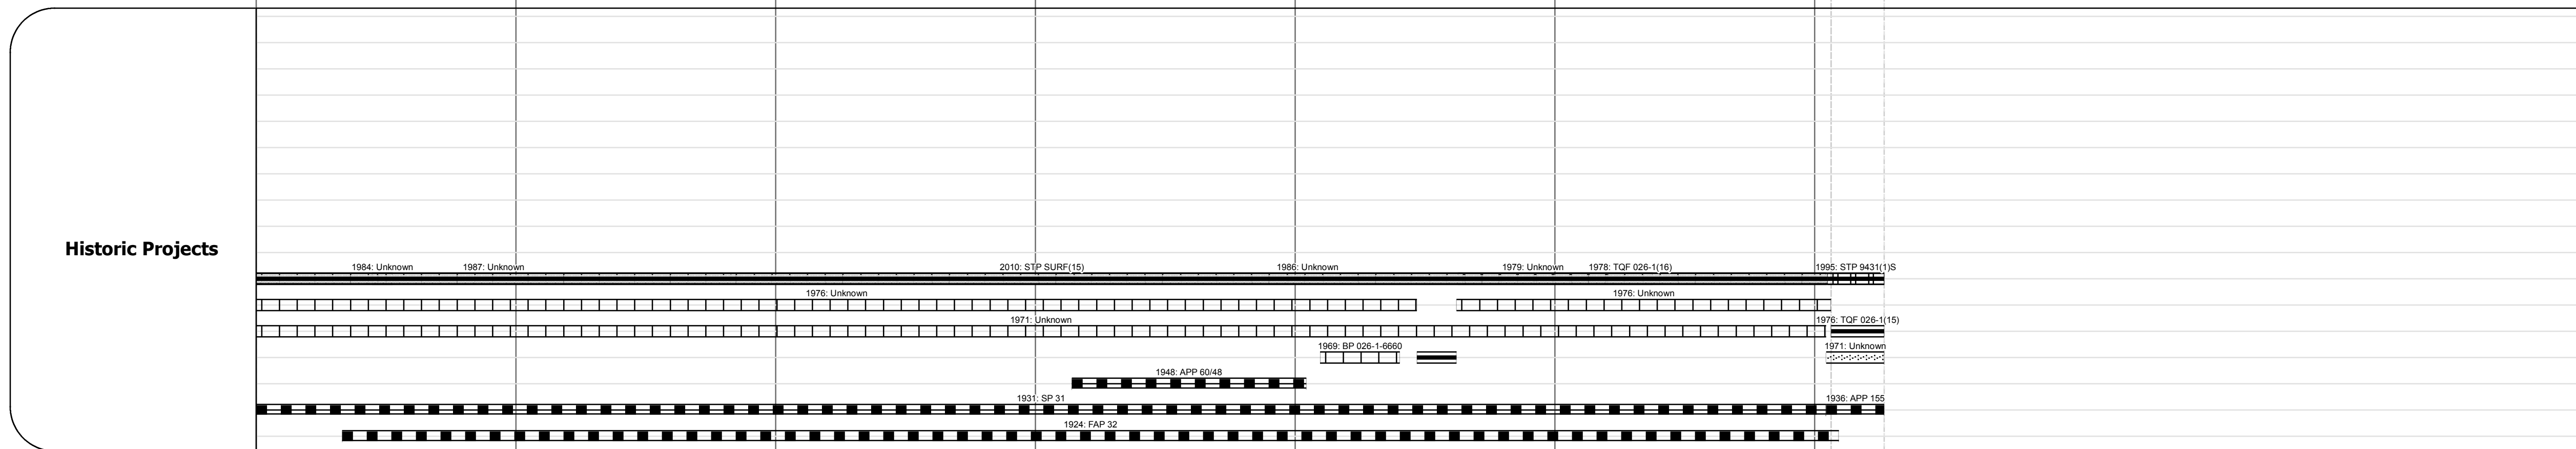 Historic Projects
1984: Unknown 1987: Unknown 2010: STP SURF(15) 1986: Unknown 1979: Unknown 1978: TQF 026-1(16) 1995: STP 9431(1)S
1976: Unknown 1976: Unknown
1971: Unknown 1976: TQF 026-1(15)
1969: BP 026-1-6660 1971: Unknown
1948: APP 60/48
1931: SP 31 1936: APP 155
1924: FAP 32